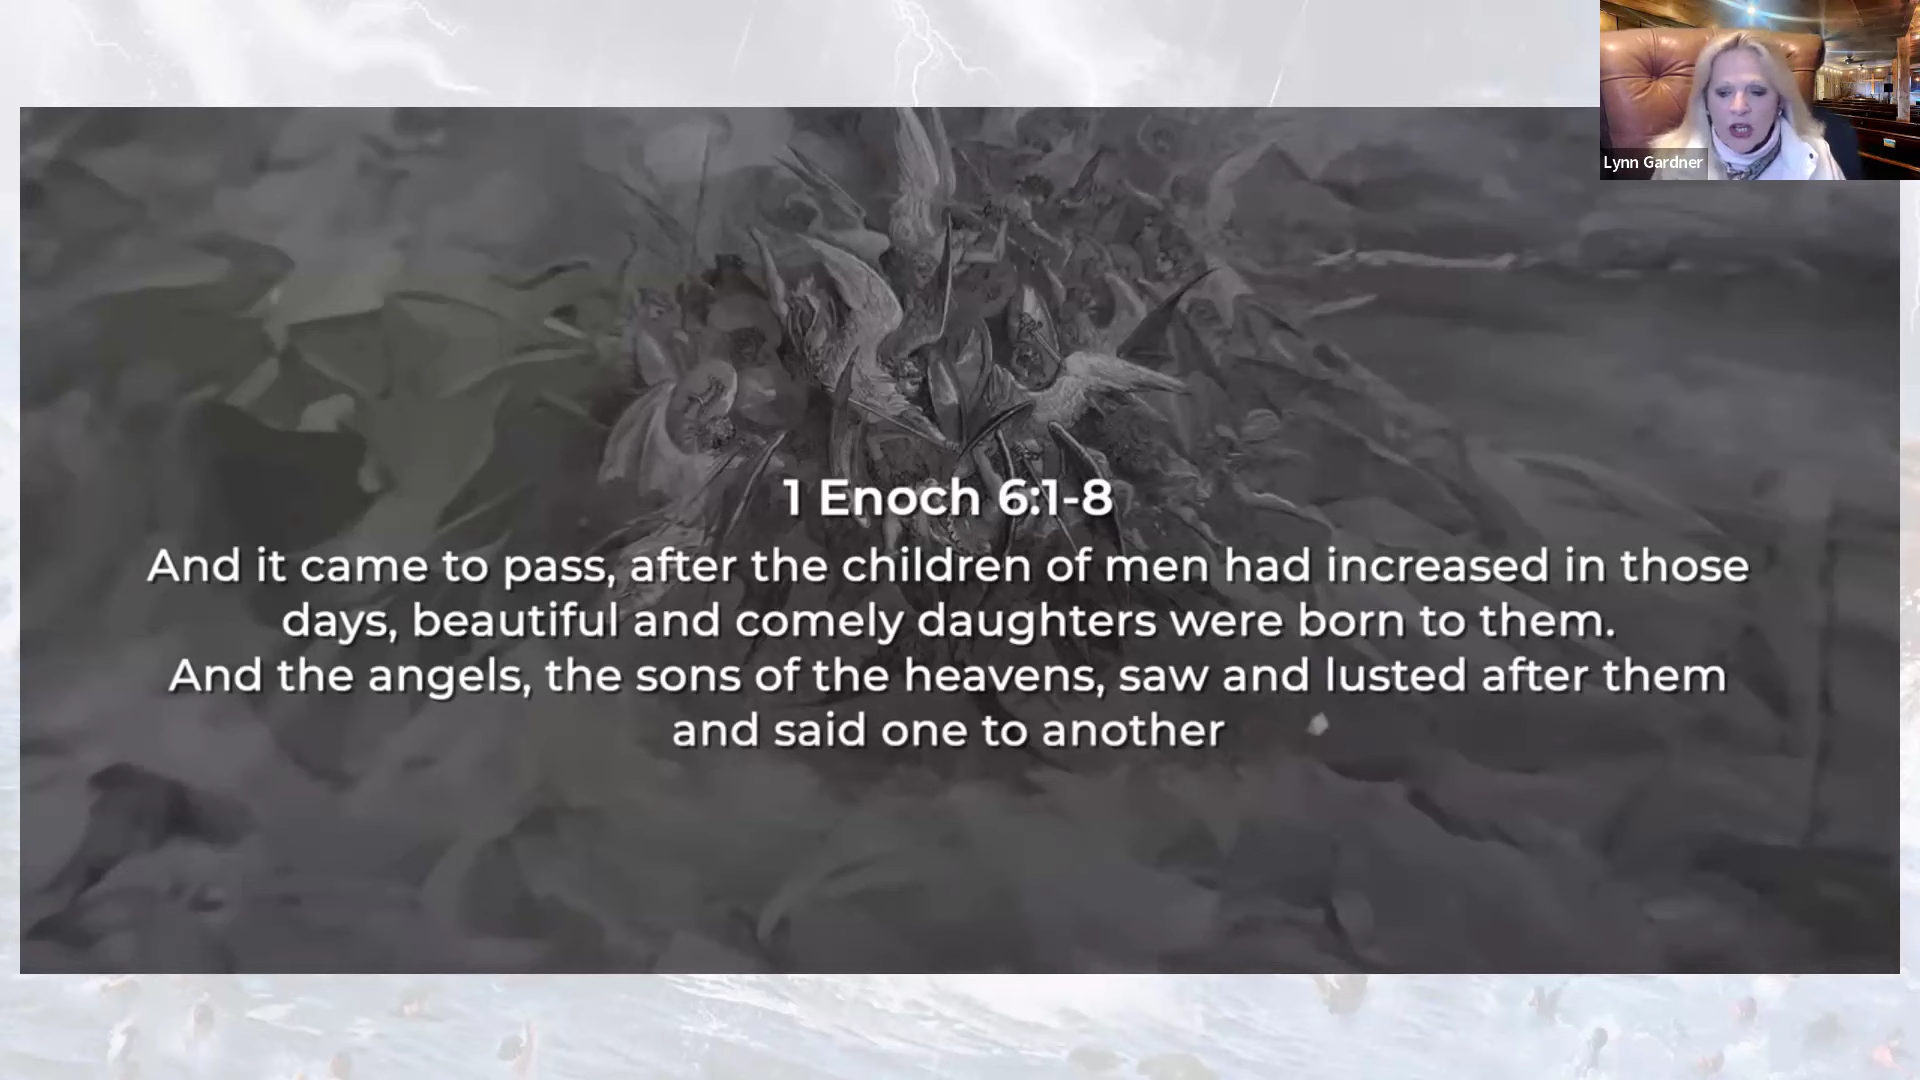 Lynn Gardner
1 Enoch 6:1-8
And it came to pass, after the children of men had increased in those
days, beautiful and comely daughters were born to them.
And the angels, the sons of the heavens, saw and lusted after them
and said one to another